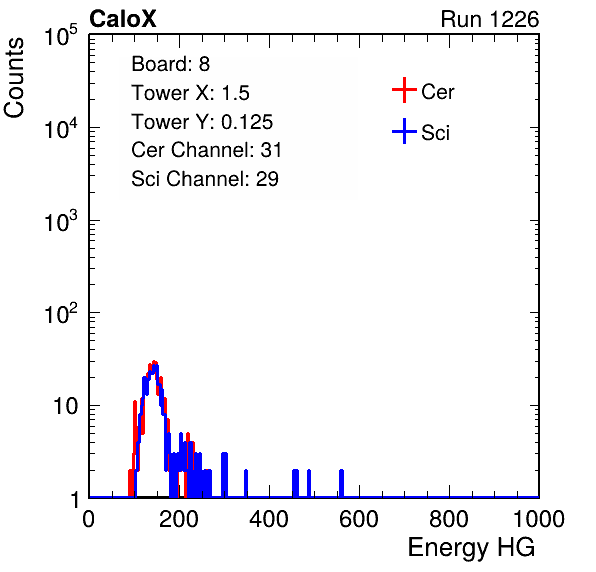 CaloX Run 1226
Counts
Board: 8
Tower X: 1.5
Tower Y: 0.125
Cer Channel: 31
Sci Channel: 29
Cer
Sci
10^5
10^4
10^3
10^2
10
1
0 200 400 600 800 1000
Energy HG